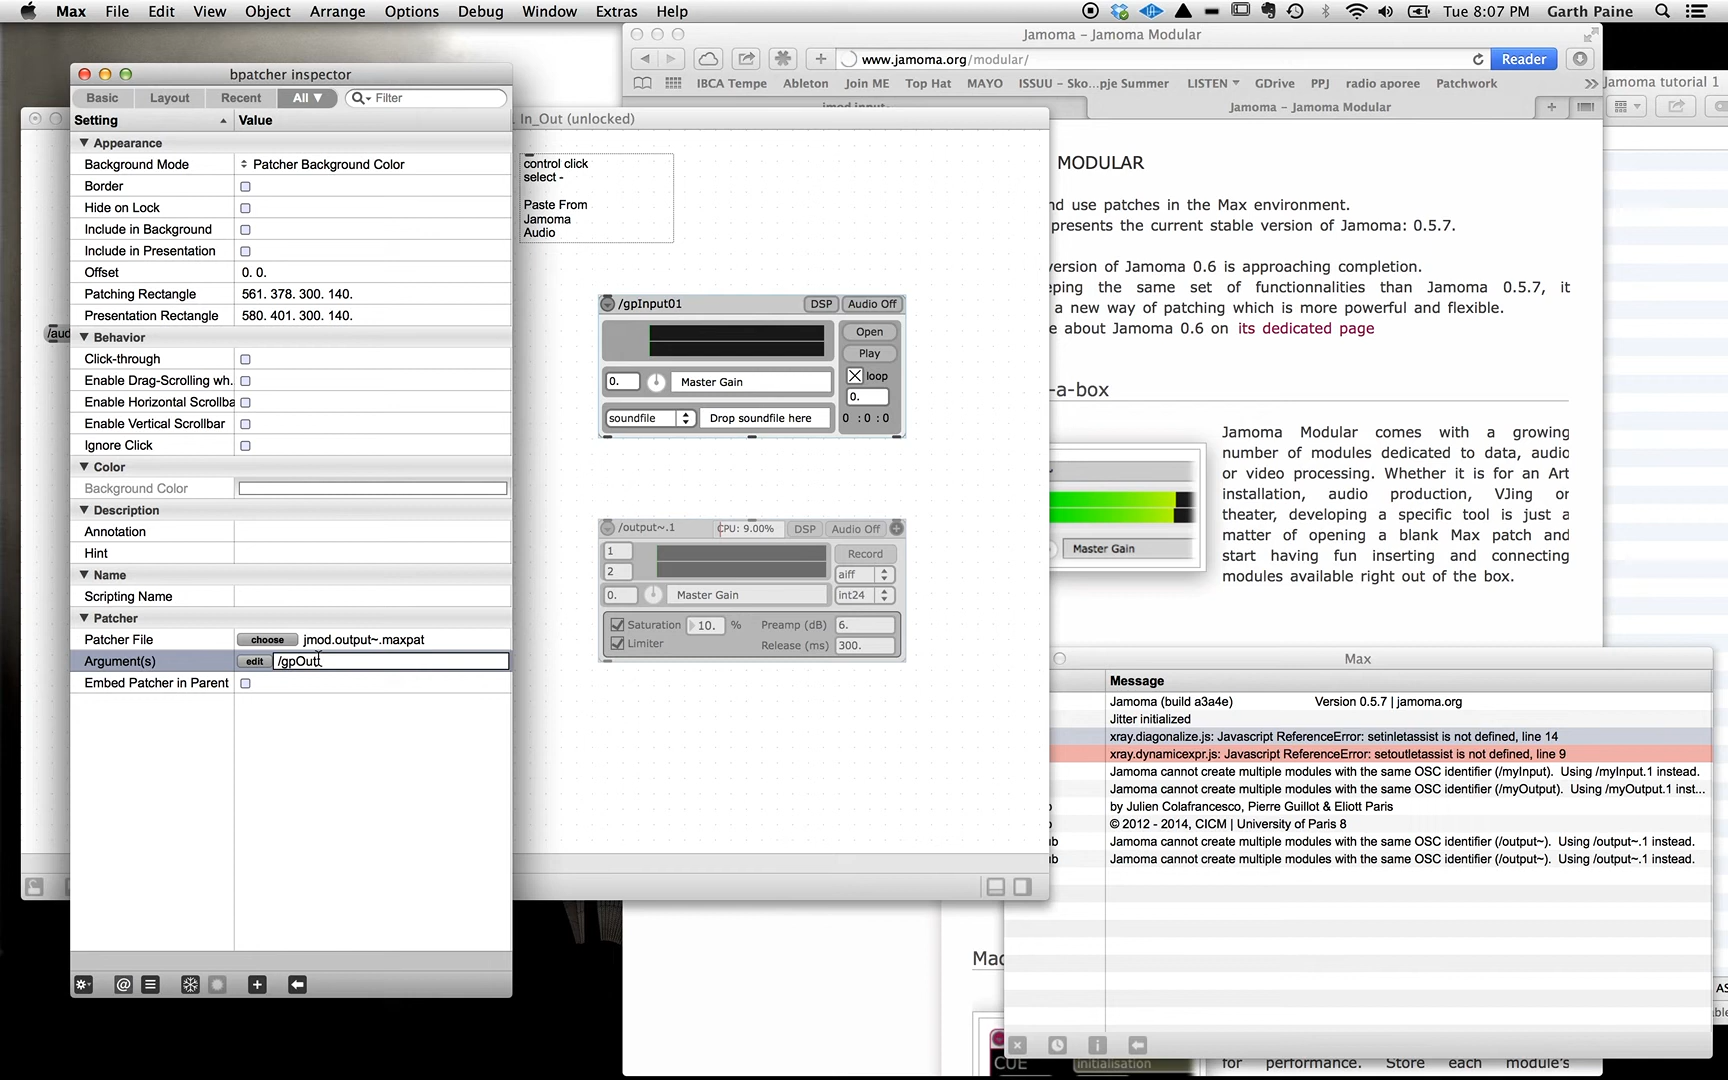 Max File Edit View Object Arrange Options Debug Window Extras Help Tue 8:07 PM Garth Paine
Jamoma – Jamoma Modular
www.jamoma.org/modular/
Reader
IBCA Tempe Ableton Join ME Top Hat MAYO ISSUU - Sko...pje Summer LISTEN GDrive PPJ radio aporee Patchwork
Jamoma tutorial 1
Jamoma – Jamoma Modular
bpatcher inspector
Basic Layout Recent All Filter
Setting Value
Appearance
Background Mode Patcher Background Color
Border
Hide on Lock
Include in Background
Include in Presentation
Offset 0. 0.
Patching Rectangle 561. 378. 300. 140.
Presentation Rectangle 580. 401. 300. 140.
Behavior
Click-through
Enable Drag-Scrolling wh.
Enable Horizontal Scrollba
Enable Vertical Scrollbar
Ignore Click
Color
Background Color
Description
Annotation
Hint
Name
Scripting Name
Patcher
Patcher File choose jmod.output~.maxpat
Argument(s) edit /gpOut
Embed Patcher in Parent
In_Out (unlocked)
/aud
control click
select -
Paste From
Jamoma
Audio
/gpInput01 DSP Audio Off
Open
Play
loop
0. Master Gain 0.
soundfile Drop soundfile here 0 :0 :0
/output~.1 CPU: 9.00% DSP Audio Off
1 Record
2 aiff
0. Master Gain int24
Saturation 10. % Preamp (dB) 6.
Limiter Release (ms) 300.
MODULAR
nd use patches in the Max environment.
presents the current stable version of Jamoma: 0.5.7.
version of Jamoma 0.6 is approaching completion.
eping the same set of functionnalities than Jamoma 0.5.7, it
a new way of patching which is more powerful and flexible.
e about Jamoma 0.6 on its dedicated page
-a-box
Jamoma Modular comes with a growing
number of modules dedicated to data, audio
or video processing. Whether it is for an Art
installation, audio production, VJing or
theater, developing a specific tool is just a
matter of opening a blank Max patch and
start having fun inserting and connecting
modules available right out of the box.
Master Gain
Max
Message
Jamoma (build a3a4e) Version 0.5.7 | jamoma.org
Jitter initialized
xray.diagonalize.js: Javascript ReferenceError: setinletassist is not defined, line 14
xray.dynamicexpr.js: Javascript ReferenceError: setoutletassist is not defined, line 9
Jamoma cannot create multiple modules with the same OSC identifier (/myInput). Using /myInput.1 instead.
Jamoma cannot create multiple modules with the same OSC identifier (/myOutput). Using /myOutput.1 inst...
by Julien Colafrancesco, Pierre Guillot & Eliott Paris
© 2012 - 2014, CICM | University of Paris 8
ub Jamoma cannot create multiple modules with the same OSC identifier (/output~). Using /output~.1 instead.
ub Jamoma cannot create multiple modules with the same OSC identifier (/output~). Using /output~.1 instead.
Mac
CUE initialisation
for performance. Store each module's